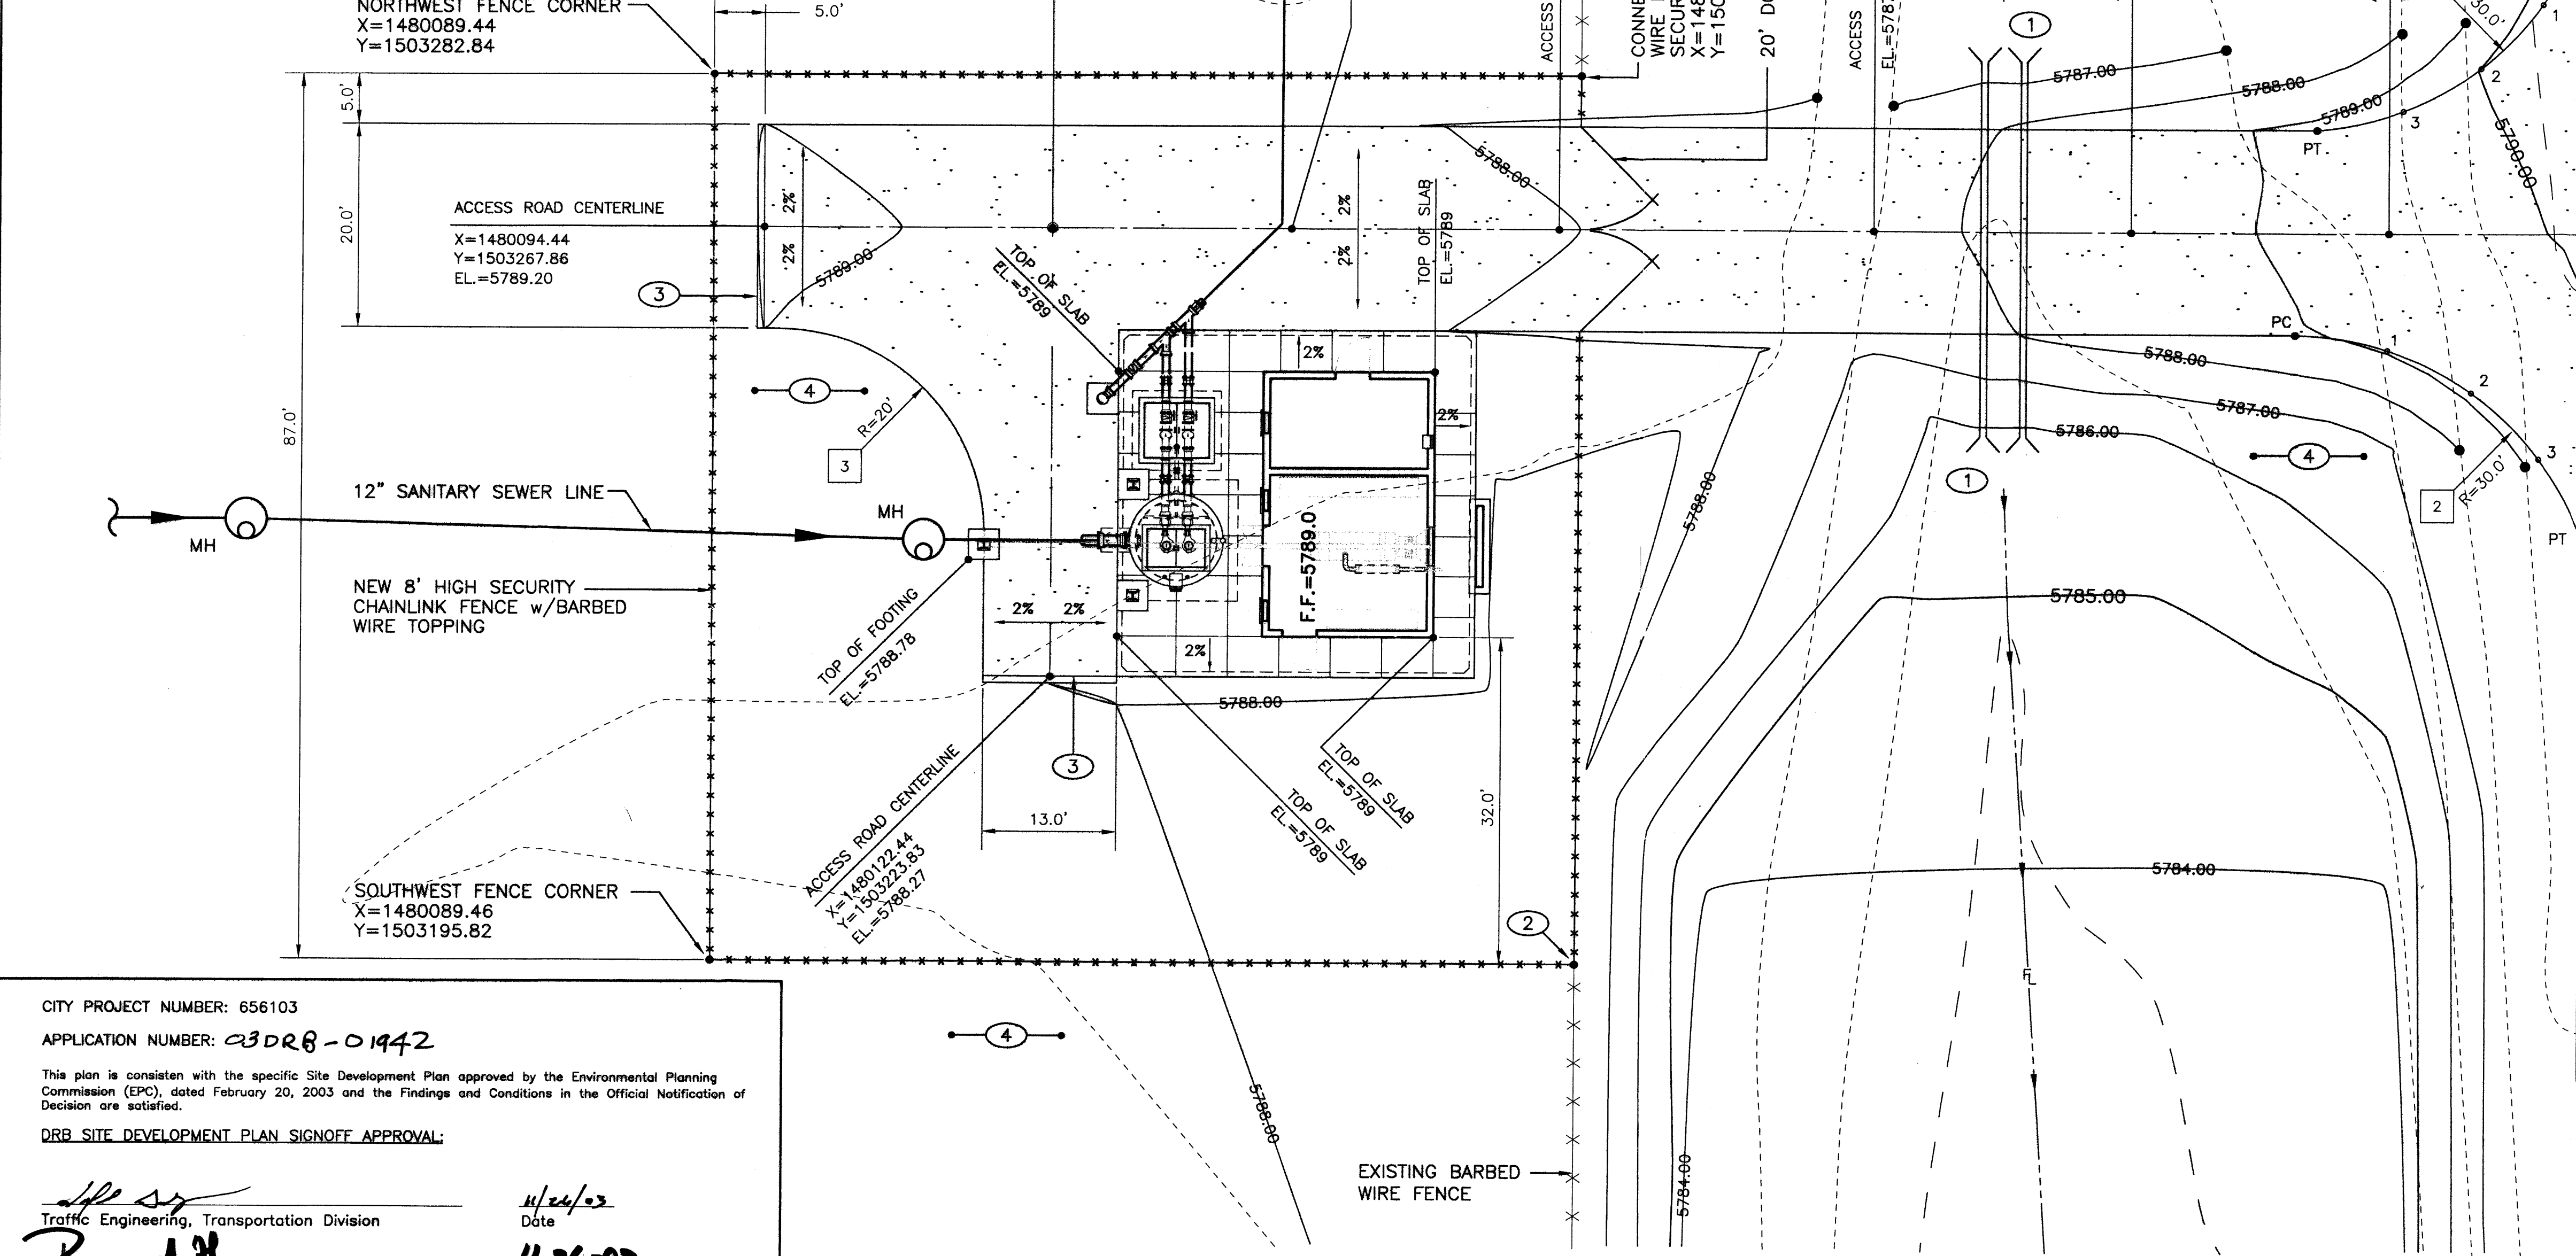 NORTHWEST FENCE CORNER
X=1480089.44
Y=1503282.84
5.0'
5.0'
20.0'
87.0'
ACCESS ROAD CENTERLINE
X=1480094.44
Y=1503267.86
EL.=5789.20
3
2%
2%
5789.00
4
R=20'
3
12" SANITARY SEWER LINE
MH
MH
NEW 8' HIGH SECURITY
CHAINLINK FENCE w/BARBED
WIRE TOPPING
SOUTHWEST FENCE CORNER
X=1480089.46
Y=1503195.82
TOP OF SLAB
EL.=5789
2%
2%
TOP OF SLAB
EL.=5789
2%
2%
F.F.=5789.0
2%
2%
2%
TOP OF FOOTING
EL.=5788.78
ACCESS ROAD CENTERLINE
X=1480122.44
Y=1503223.83
EL.=5788.27
3
13.0'
5788.00
TOP OF SLAB
EL.=5789
TOP OF SLAB
EL.=5789
32.0'
2
4
5788.00
EXISTING BARBED
WIRE FENCE
ACCESS
X=148
Y=150
20'
ACCESS
5788.00
5788.00
1
5787.00
5788.00
5789.00
5790.00
30.0'
1
2
3
PT
PC
1
2
3
5788.00
5787.00
5786.00
4
1
2
R=30.0'
PT
5785.00
5784.00
FL
5784.00
CITY PROJECT NUMBER: 656103
APPLICATION NUMBER: 03DRB-01942
This plan is consisten with the specific Site Development Plan approved by the Environmental Planning
Commission (EPC), dated February 20, 2003 and the Findings and Conditions in the Official Notification of
Decision are satisfied.
DRB SITE DEVELOPMENT PLAN SIGNOFF APPROVAL:
11/26/03
Traffic Engineering, Transportation Division
Date